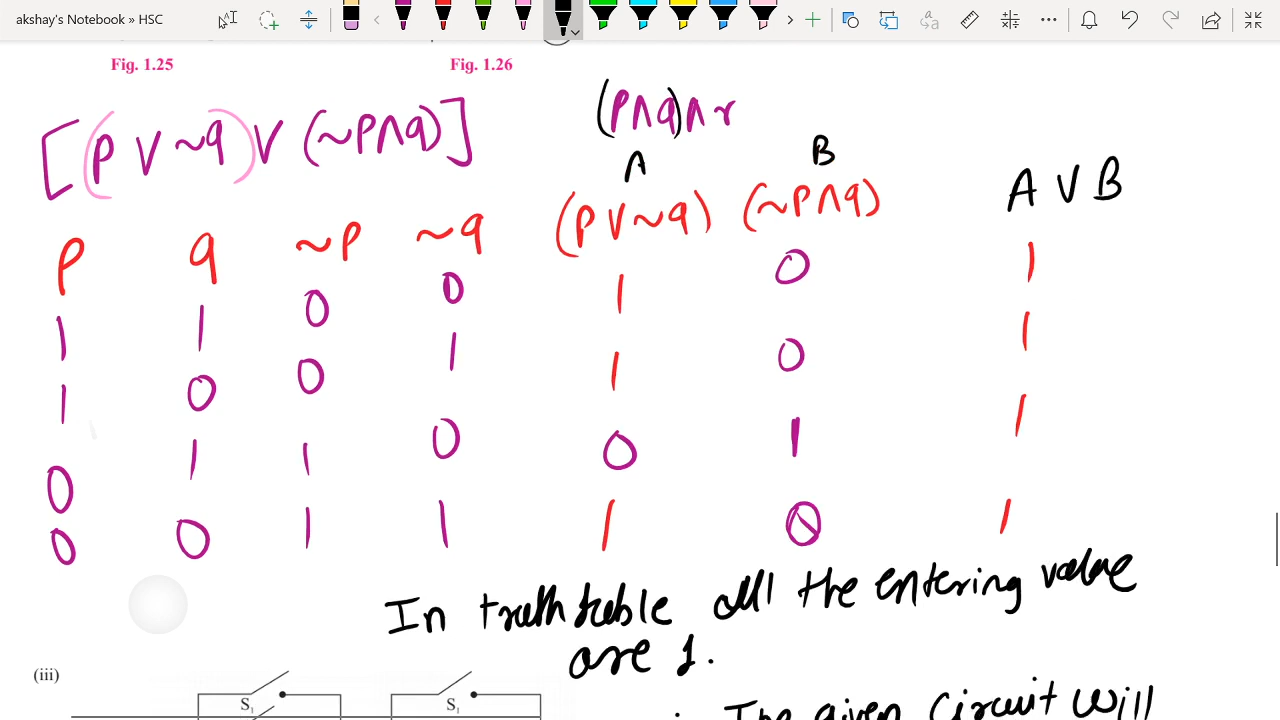 akshay's Notebook » HSC
Fig. 1.25 Fig. 1.26
[(p ∨ ~q) ∨ (~p ∧ q)] (p ∧ q) ∧ r
A B A ∨ B
p q ~p ~q (p ∨ ~q) (~p ∧ q)
1 1 0 0 1 0 1
1 0 0 1 1 0 1
0 1 1 0 0 1 1
0 0 1 1 1 0 1
In truth table all the entering value
are 1.
(iii) S1 S1
The given circuit will